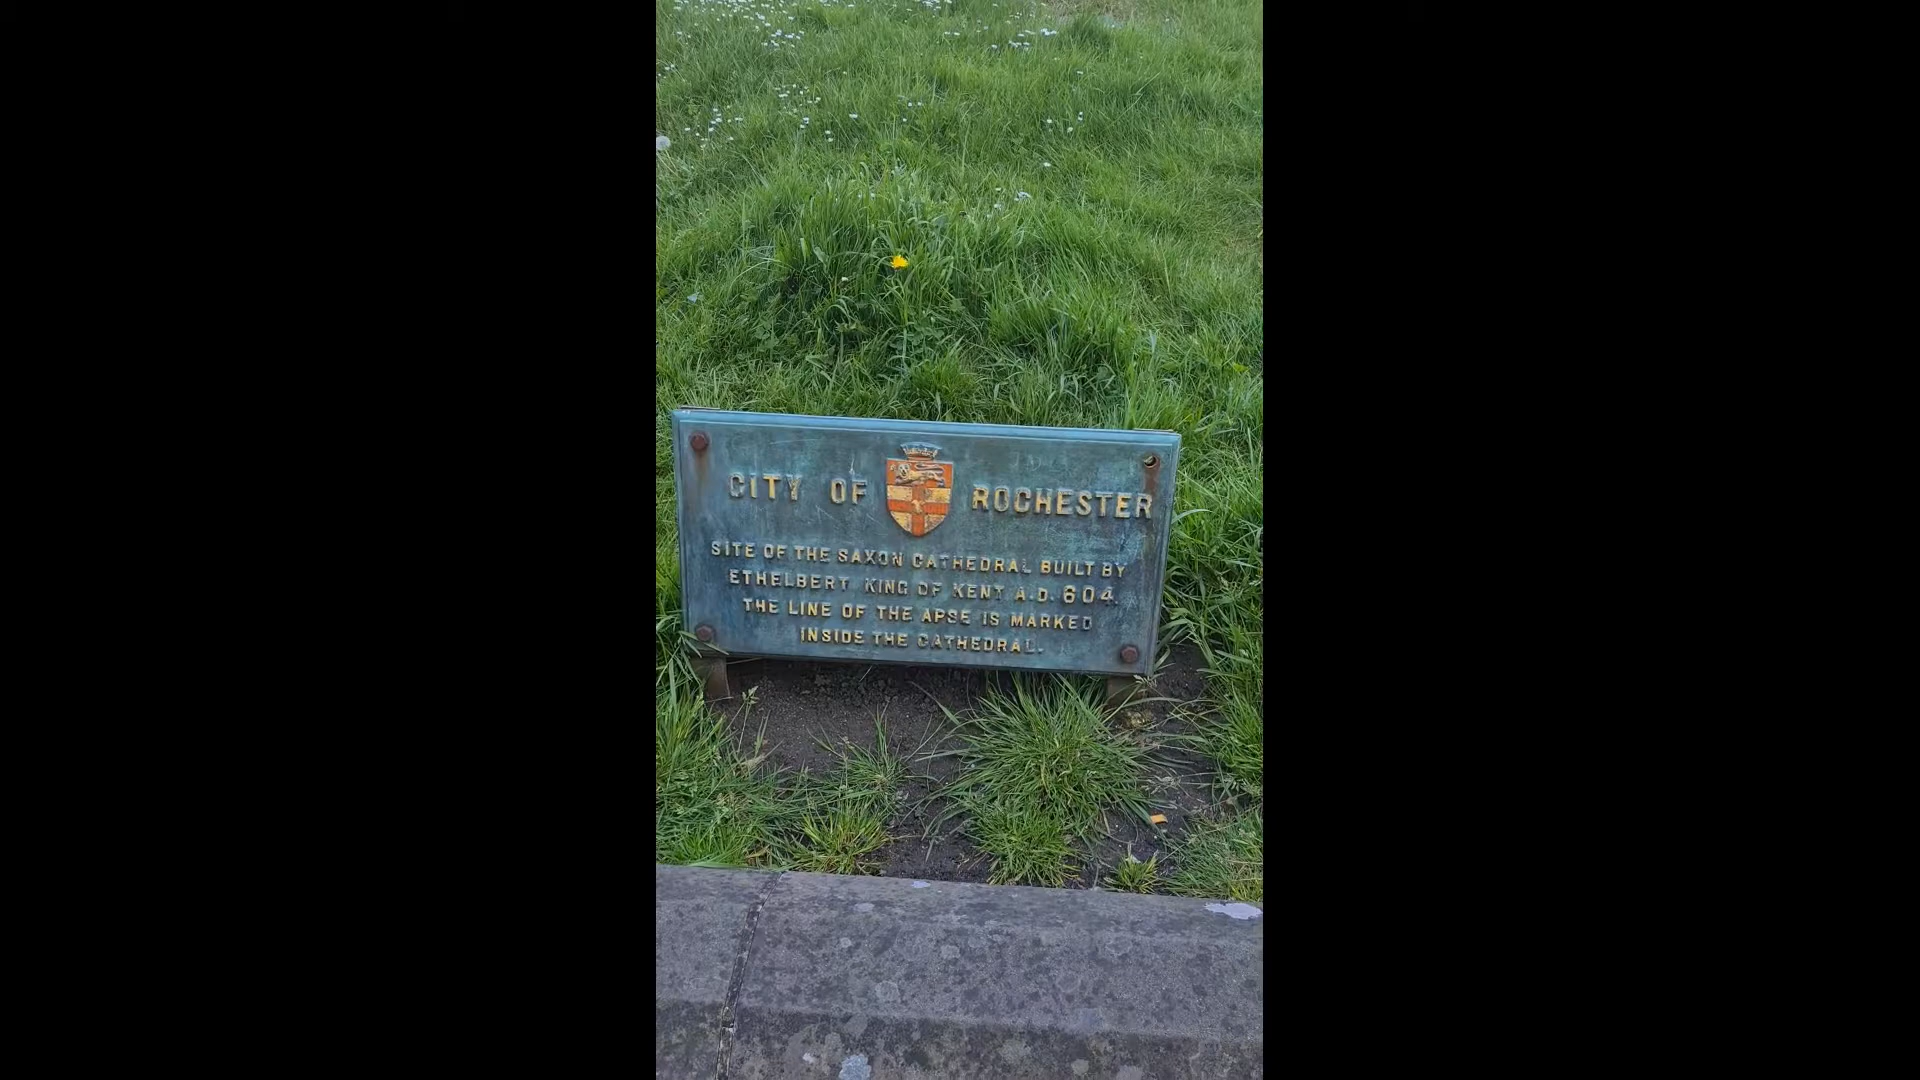 CITY OF ROCHESTER
SITE OF THE SAXON CATHEDRAL BUILT BY
ETHELBERT KING OF KENT A.D. 604.
THE LINE OF THE APSE IS MARKED
INSIDE THE CATHEDRAL.